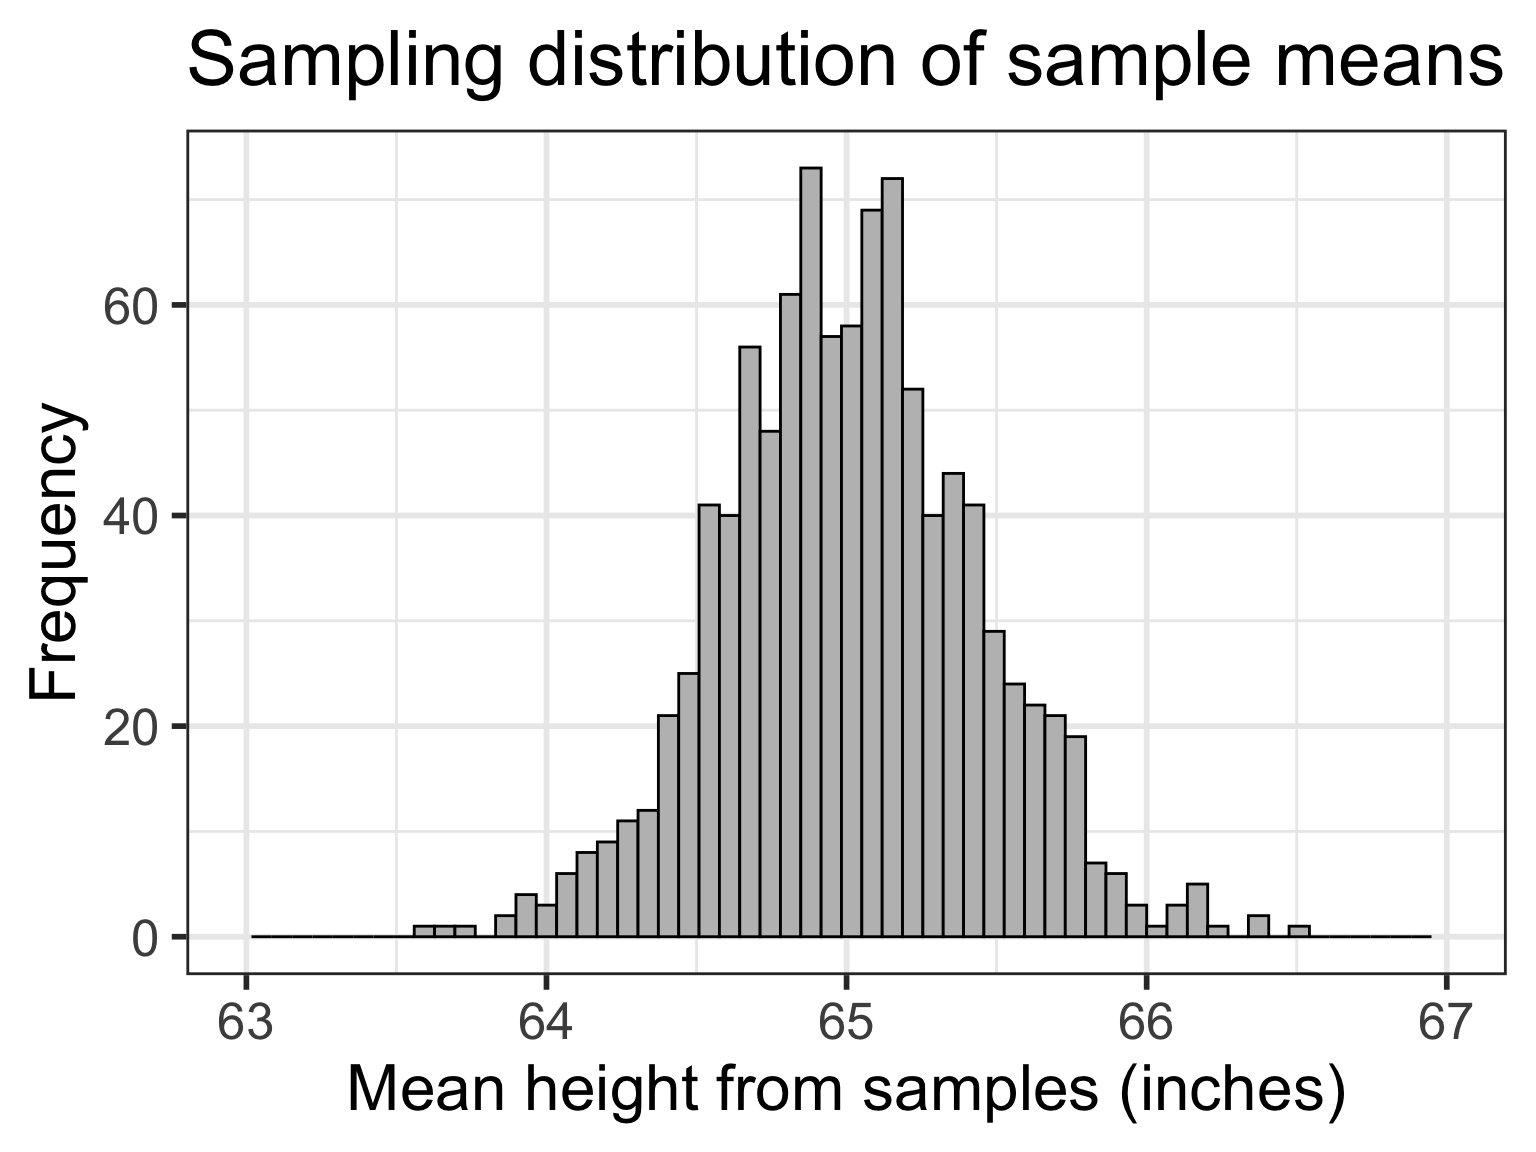 Sampling distribution of sample means
Frequency
60
40
20
0
63 64 65 66 67
Mean height from samples (inches)